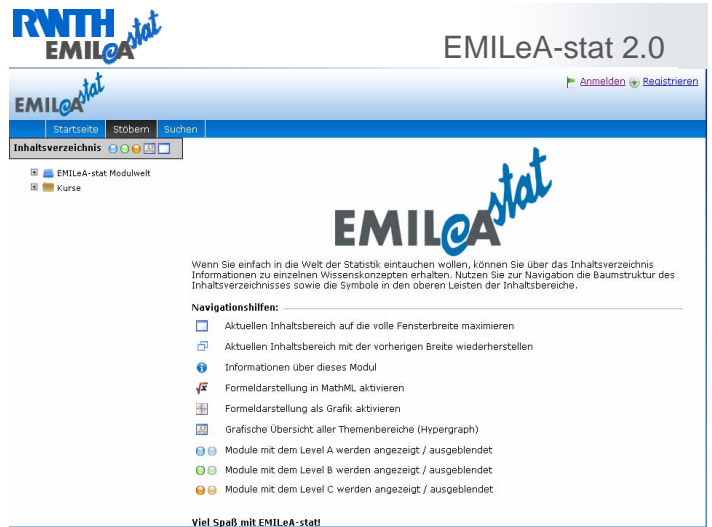 RWTH
EMILeA stat
EMILeA-stat 2.0
EMILeA stat
Anmelden Registrieren
Startseite Stöbern Suchen
Inhaltsverzeichnis
EMILeA-stat Modulwelt
Kurse
EMILeA stat
Wenn Sie einfach in die Welt der Statistik eintauchen wollen, können Sie über das Inhaltsverzeichnis
Informationen zu einzelnen Wissenskonzepten erhalten. Nutzen Sie zur Navigation die Baumstruktur des
Inhaltsverzeichnisses sowie die Symbole in den oberen Leisten der Inhaltsbereiche.
Navigationshilfen:
Aktuellen Inhaltsbereich auf die volle Fensterbreite maximieren
Aktuellen Inhaltsbereich mit der vorherigen Breite wiederherstellen
Informationen über dieses Modul
Formeldarstellung in MathML aktivieren
Formeldarstellung als Grafik aktivieren
Grafische Übersicht aller Themenbereiche (Hypergraph)
Module mit dem Level A werden angezeigt / ausgeblendet
Module mit dem Level B werden angezeigt / ausgeblendet
Module mit dem Level C werden angezeigt / ausgeblendet
Viel Spaß mit EMILeA-stat!